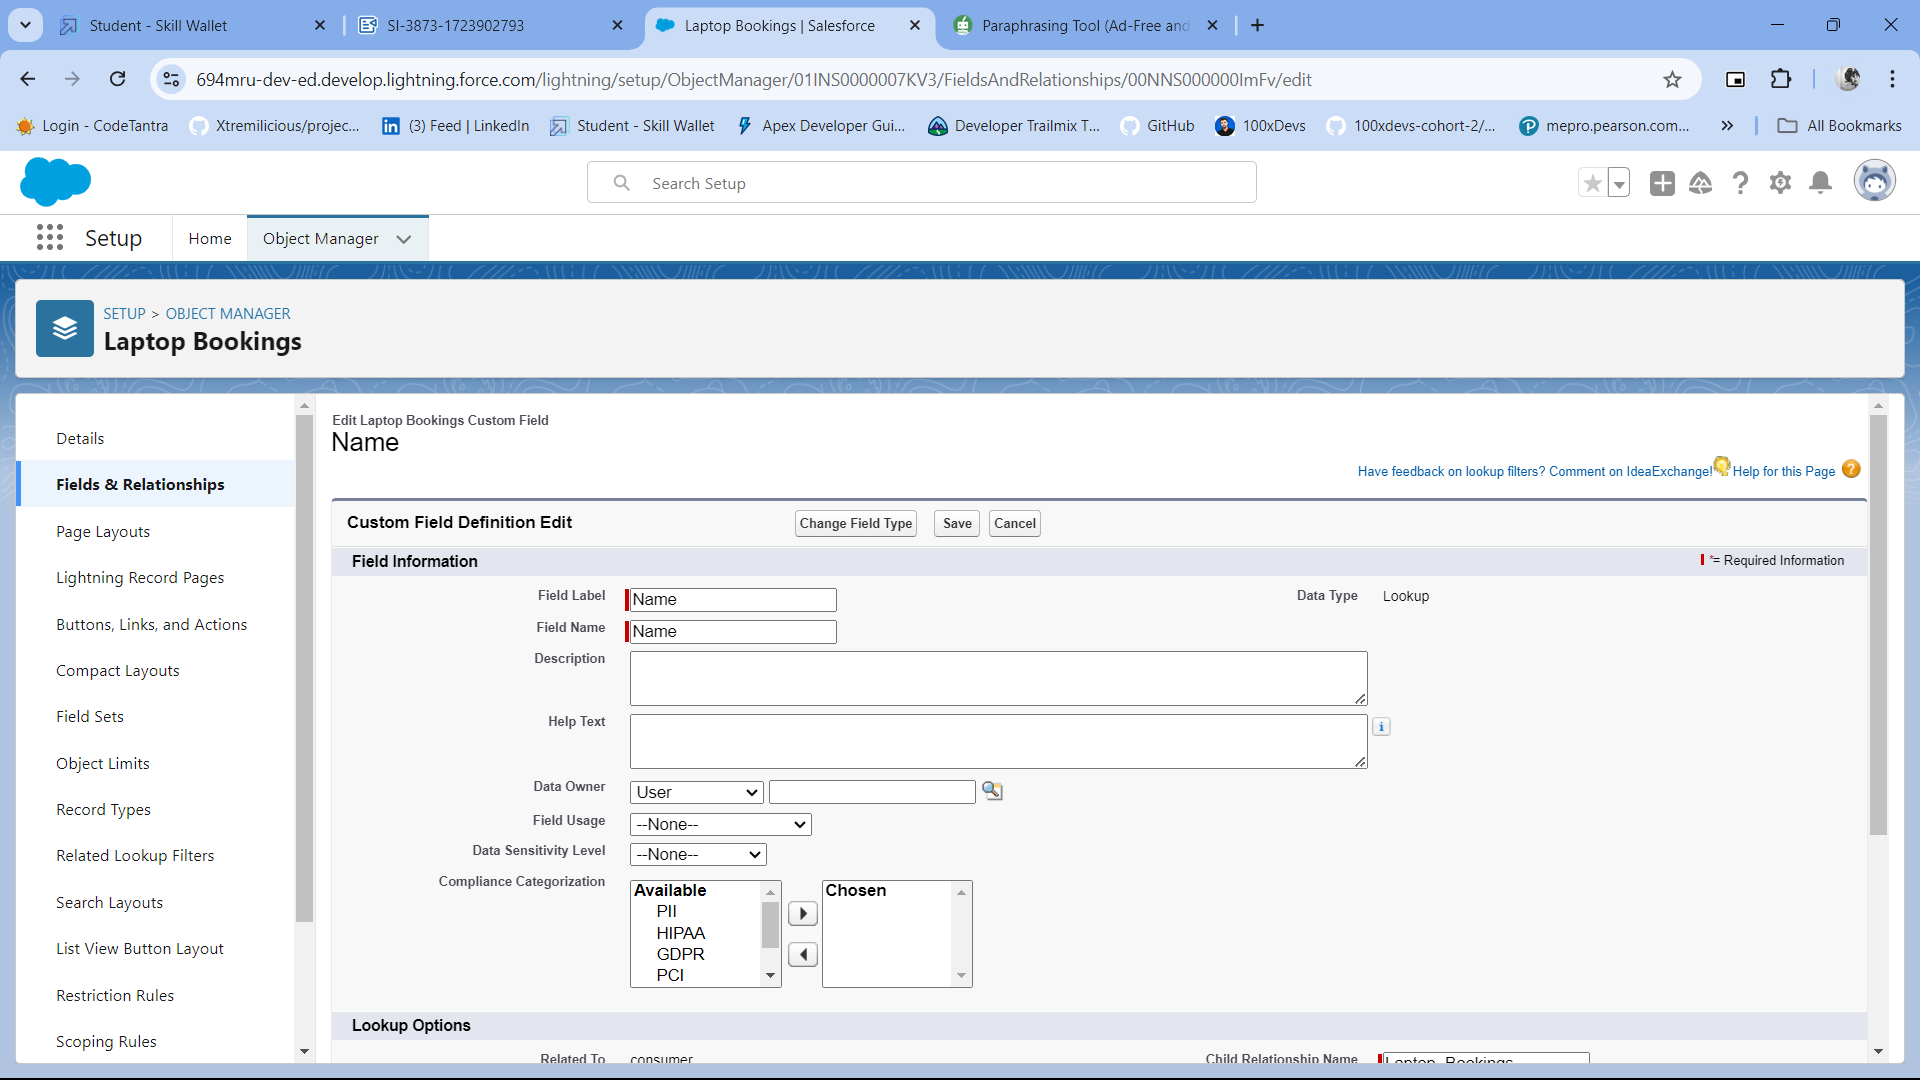 Student - Skill Wallet
SI-3873-1723902793
Laptop Bookings | Salesforce
Paraphrasing Tool (Ad-Free and
694mru-dev-ed.develop.lightning.force.com/lightning/setup/ObjectManager/01INS0000007KV3/FieldsAndRelationships/00NNS000000ImFv/edit
Login - CodeTantra
Xtremilicious/projec...
(3) Feed | LinkedIn
Student - Skill Wallet
Apex Developer Gui...
Developer Trailmix T...
GitHub
100xDevs
100xdevs-cohort-2/...
mepro.pearson.com...
All Bookmarks
Search Setup
Setup
Home
Object Manager
SETUP > OBJECT MANAGER
Laptop Bookings
Details
Fields & Relationships
Page Layouts
Lightning Record Pages
Buttons, Links, and Actions
Compact Layouts
Field Sets
Object Limits
Record Types
Related Lookup Filters
Search Layouts
List View Button Layout
Restriction Rules
Scoping Rules
Edit Laptop Bookings Custom Field
Name
Have feedback on lookup filters? Comment on IdeaExchange!
Help for this Page
Custom Field Definition Edit
Change Field Type
Save
Cancel
Field Information
*= Required Information
Field Label
Name
Data Type
Lookup
Field Name
Name
Description
Help Text
Data Owner
User
Field Usage
--None--
Data Sensitivity Level
--None--
Compliance Categorization
Available
PII
HIPAA
GDPR
PCI
Chosen
Lookup Options
Related To
consumer
Child Relationship Name
Laptop_Bookings